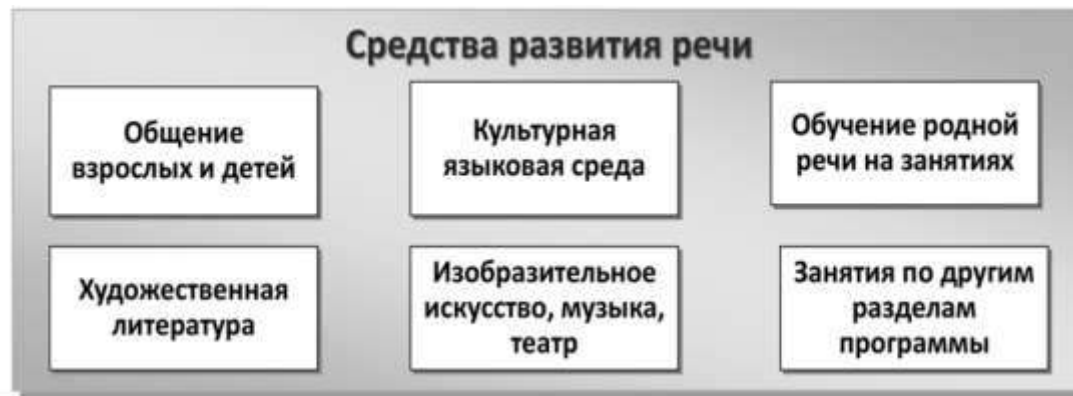 Средства развития речи
Общение
взрослых и детей
Культурная
языковая среда
Обучение родной
речи на занятиях
Художественная
литература
Изобразительное
искусство, музыка,
театр
Занятия по другим
разделам
программы